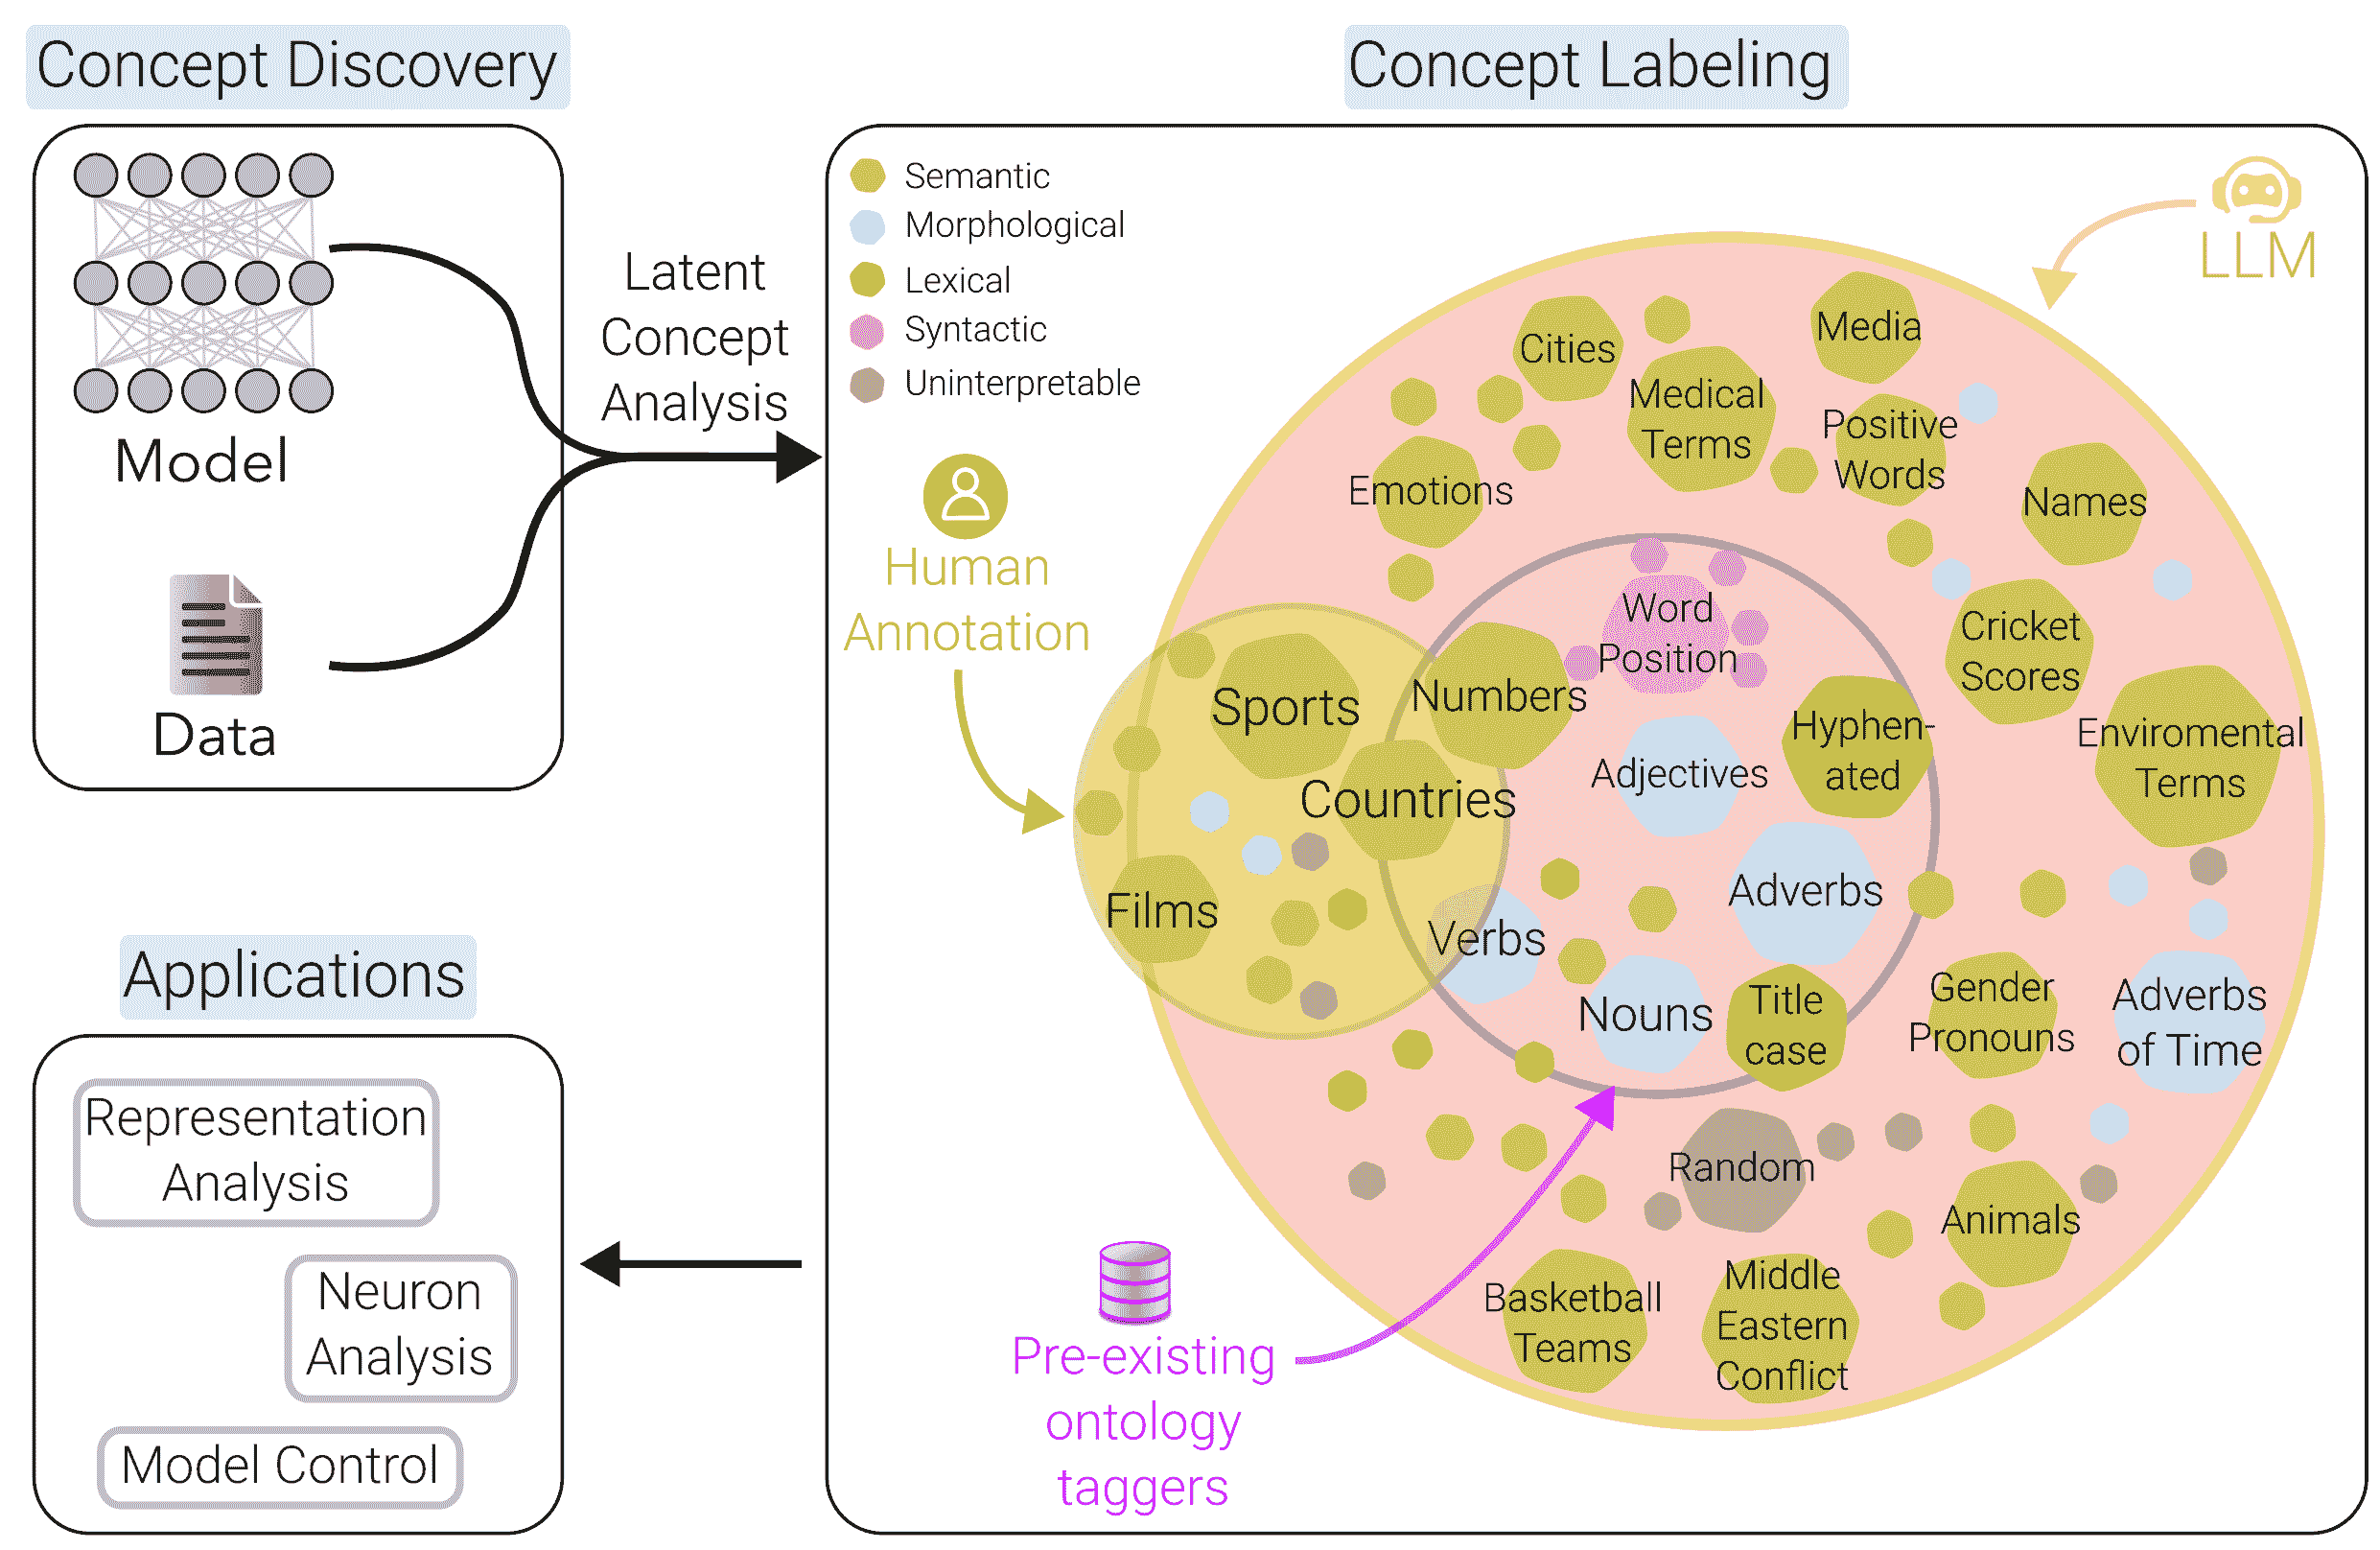 Concept Discovery
Model
Data
Latent
Concept
Analysis
Concept Labeling
Semantic
Morphological
Lexical
Syntactic
Uninterpretable
LLM
Human
Annotation
Cities
Media
Medical
Terms
Positive
Words
Emotions
Names
Word
Position
Cricket
Scores
Sports
Numbers
Hyphen-
ated
Enviromental
Terms
Adjectives
Countries
Films
Adverbs
Verbs
Nouns
Title
case
Gender
Pronouns
Adverbs
of Time
Random
Animals
Basketball
Teams
Middle
Eastern
Conflict
Pre-existing
ontology
taggers
Applications
Representation
Analysis
Neuron
Analysis
Model Control